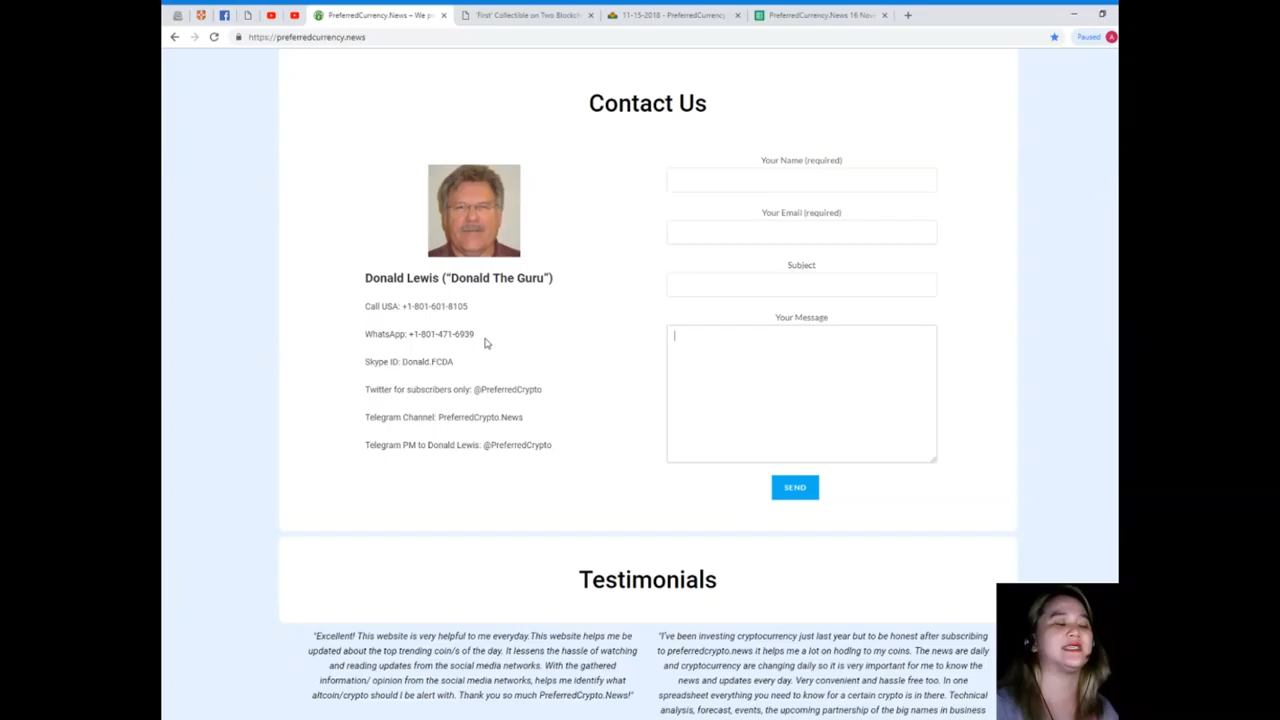 PreferredCurrency.News – We p
'First' Collectible on Two Blockch
11-15-2018 - PreferredCurrency
PreferredCurrency.News 16 Nov
https://preferredcurrency.news
Paused
A
Contact Us
Donald Lewis ("Donald The Guru")
Call USA: +1-801-601-8105
WhatsApp: +1-801-471-6939
Skype ID: Donald.FCDA
Twitter for subscribers only: @PreferredCrypto
Telegram Channel: PreferredCrypto.News
Telegram PM to Donald Lewis: @PreferredCrypto
Your Name (required)
Your Email (required)
Subject
Your Message
SEND
Testimonials
"Excellent! This website is very helpful to me everyday.This website helps me be
updated about the top trending coin/s of the day. It lessens the hassle of watching
and reading updates from the social media networks. With the gathered
information/ opinion from the social media networks, helps me identify what
altcoin/crypto should I be alert with. Thank you so much PreferredCrypto.News!"
"I've been investing cryptocurrency just last year but to be honest after subscribing
to preferredcrypto.news it helps me a lot on hodlng to my coins. The news are daily
and cryptocurrency are changing daily so it is very important for me to know the
news and updates every day. Very convenient and hassle free too. In one
spreadsheet everything you need to know for a certain crypto is in there. Technical
analysis, forecast, events, the upcoming partnership of the big names in business